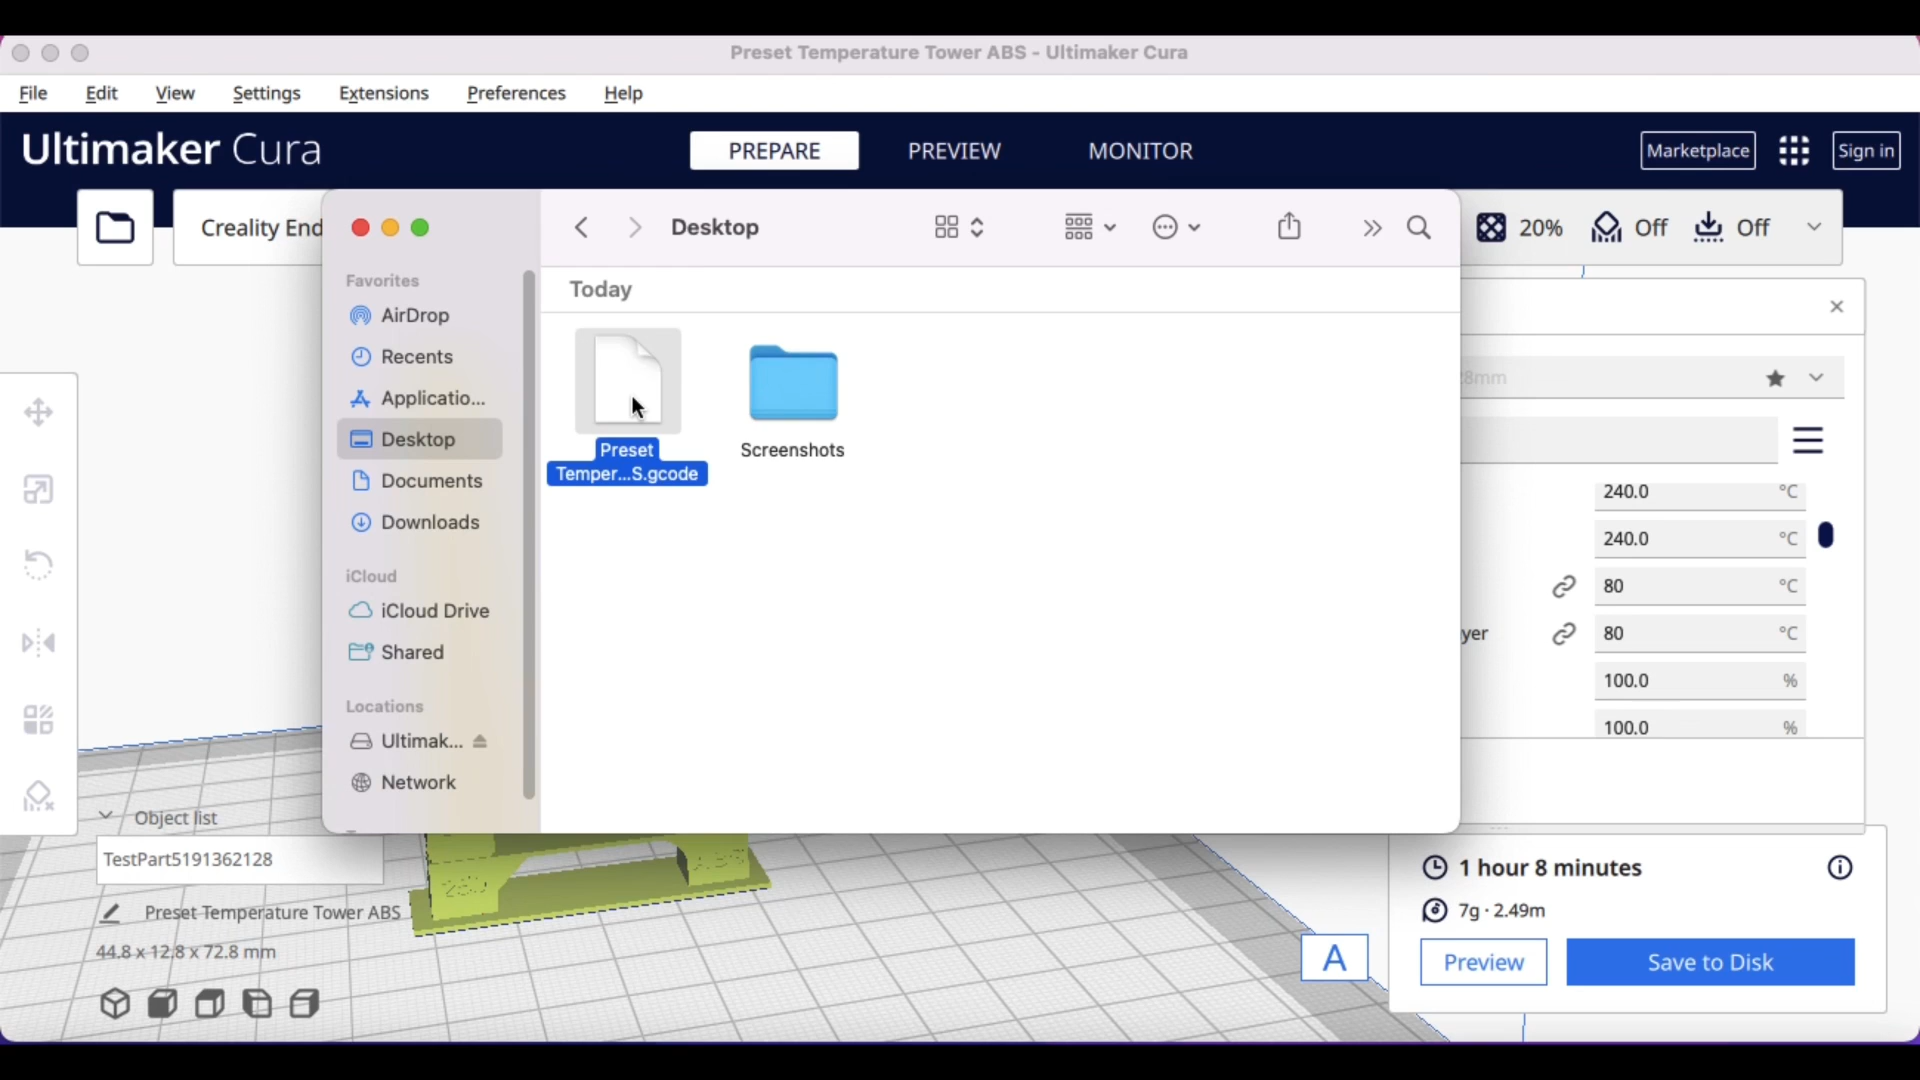 Preset Temperature Tower ABS - Ultimaker Cura
File Edit View Settings Extensions Preferences Help
Ultimaker Cura PREPARE PREVIEW MONITOR Marketplace Sign in
Creality End Desktop 20% Off Off
Favorites
Today
AirDrop
Recents
8mm
Applicatio...
Desktop
Preset
Temper...S.gcode
Screenshots
Documents
240.0 °C
Downloads
240.0 °C
iCloud
80 °C
iCloud Drive
yer 80 °C
Shared
100.0 %
Locations
100.0 %
Ultimak...
Network
Object list
TestPart5191362128
1 hour 8 minutes
Preset Temperature Tower ABS
7g · 2.49m
44.8 x 12.8 x 72.8 mm
A
Preview Save to Disk